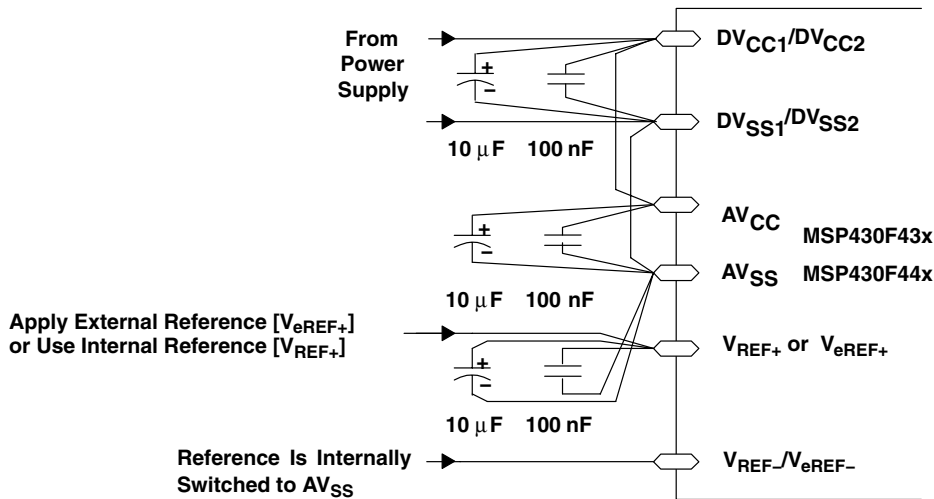 From
Power
Supply
DVCC1/DVCC2
+
−
DVSS1/DVSS2
10 μF 100 nF
AVCC
MSP430F43x
+
−
AVSS
MSP430F44x
10 μF 100 nF
Apply External Reference [VeREF+]
or Use Internal Reference [VREF+]
VREF+ or VeREF+
+
−
10 μF 100 nF
Reference Is Internally
Switched to AVSS
VREF−/VeREF−